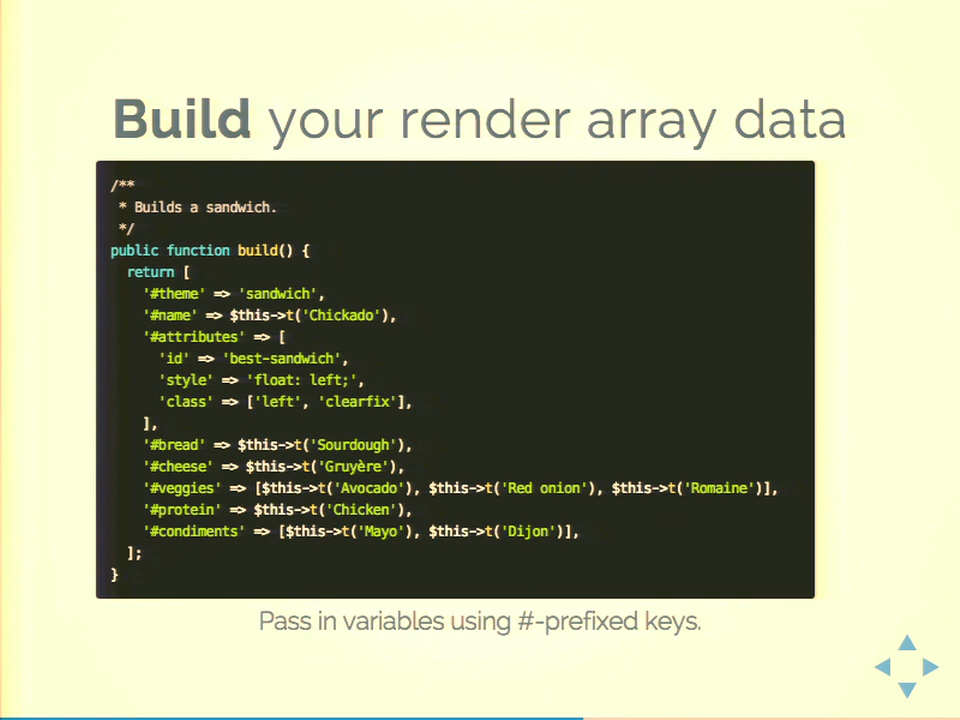 Build your render array data
/**
 * Builds a sandwich.
 */
public function build() {
  return [
    '#theme' => 'sandwich',
    '#name' => $this->t('Chickado'),
    '#attributes' => [
      'id' => 'best-sandwich',
      'style' => 'float: left;',
      'class' => ['left', 'clearfix'],
    ],
    '#bread' => $this->t('Sourdough'),
    '#cheese' => $this->t('Gruyère'),
    '#veggies' => [$this->t('Avocado'), $this->t('Red onion'), $this->t('Romaine')],
    '#protein' => $this->t('Chicken'),
    '#condiments' => [$this->t('Mayo'), $this->t('Dijon')],
  ];
}
Pass in variables using #-prefixed keys.